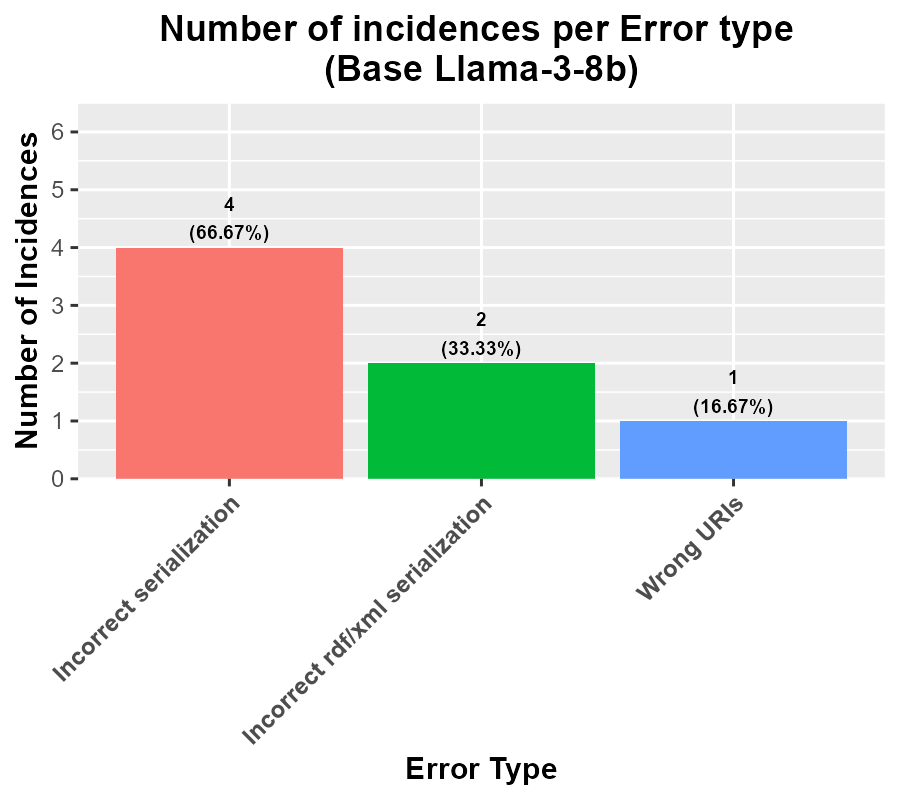 Number of incidences per Error type
(Base Llama-3-8b)
Number of Incidences
6
5
4
3
2
1
0
4
(66.67%)
2
(33.33%)
1
(16.67%)
Incorrect serialization
Incorrect rdf/xml serialization
Wrong URIs
Error Type